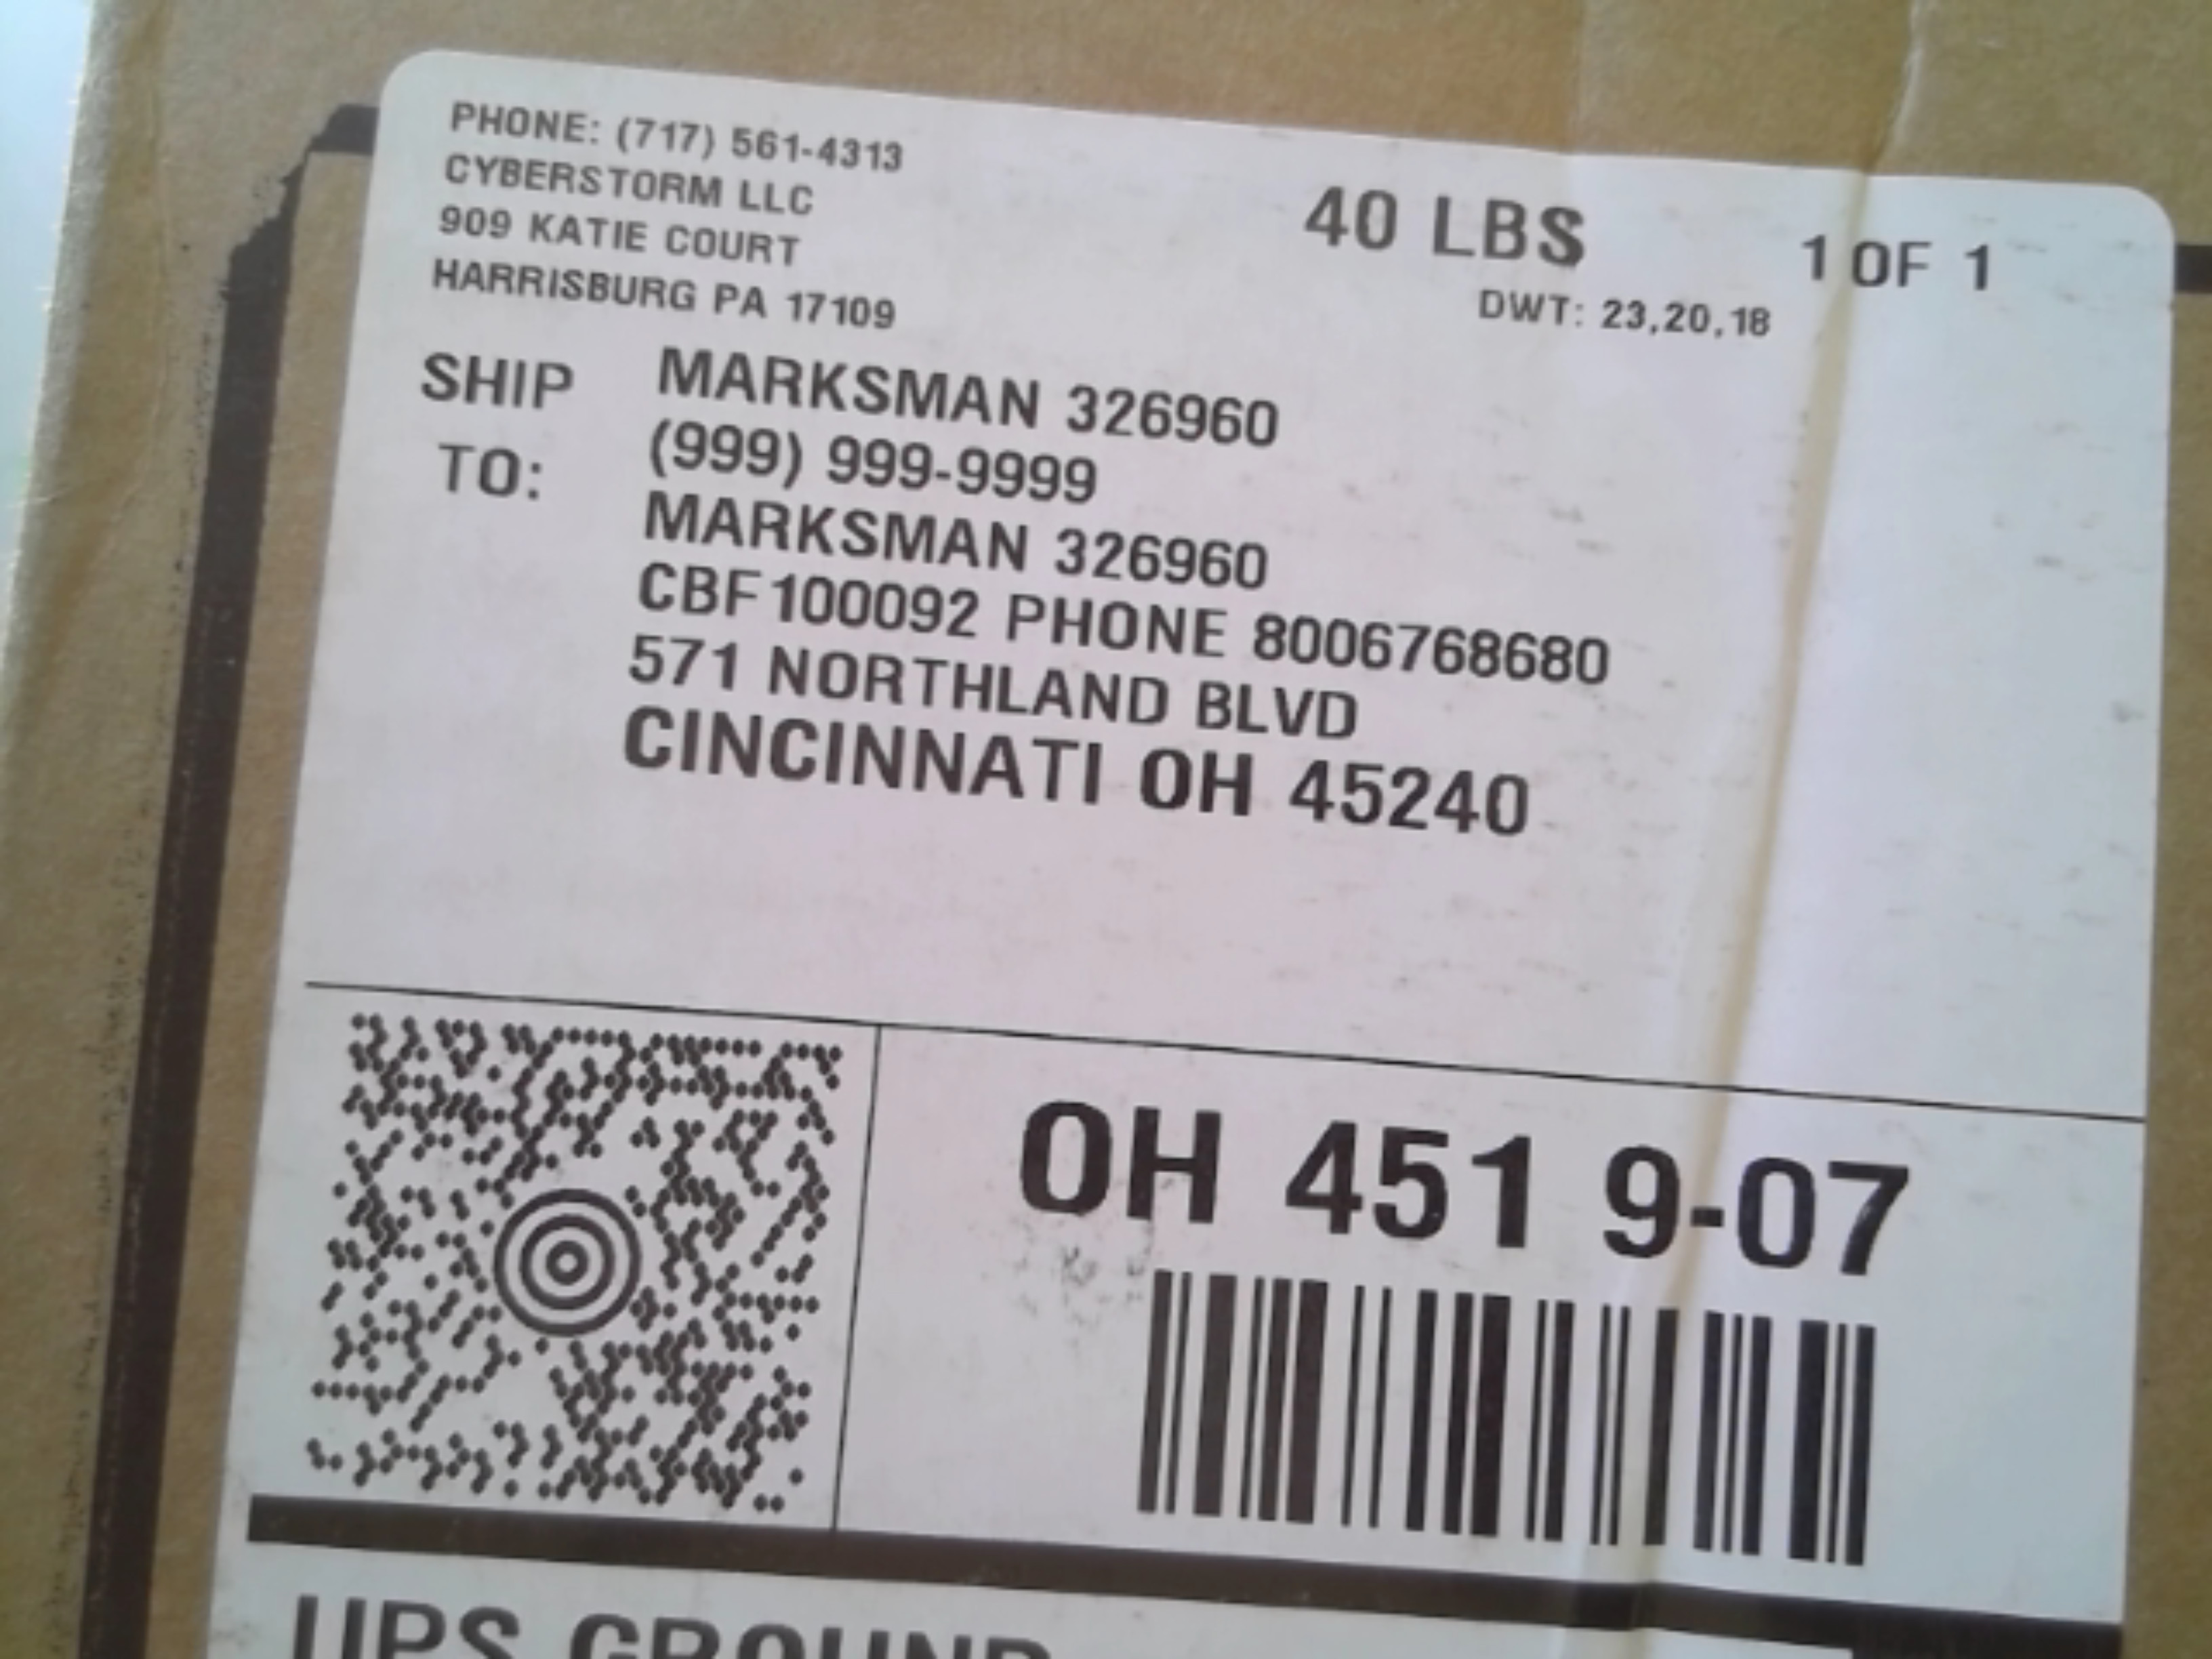 PHONE: (717) 561-4313
CYBERSTORM LLC
909 KATIE COURT
HARRISBURG PA 17109
40 LBS
1 OF 1
DWT: 23,20,18
SHIP
TO:
MARKSMAN 326960
(999) 999-9999
MARKSMAN 326960
CBF100092 PHONE 8006768680
571 NORTHLAND BLVD
CINCINNATI OH 45240
OH 451 9-07
UPS GROUND